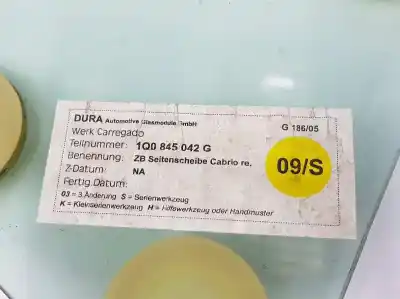 DURA Automotive Glasmodule GmbH
G 186/05
Werk Carregado
Teilnummer: 1Q0 845 042 G
Benennung: ZB Seitenscheibe Cabrio re.
Z-Datum NA
Fertig Datum:
09/S
03 = 3.Änderung S = Serienwerkzeug
K = Kleinserienwerkzeug H = Hilfswerkzeug oder Handmuster